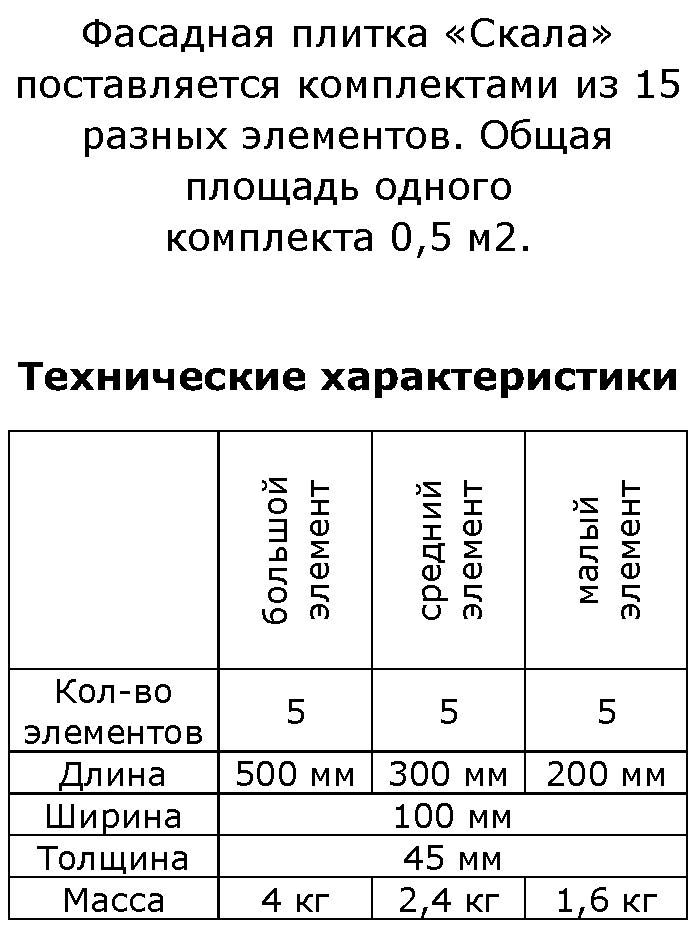 Фасадная плитка «Скала»
поставляется комплектами из 15
разных элементов. Общая
площадь одного
комплекта 0,5 м2.
Технические характеристики
большой элемент средний элемент малый элемент
Кол-во элементов 5 5 5
Длина 500 мм 300 мм 200 мм
Ширина 100 мм
Толщина 45 мм
Масса 4 кг 2,4 кг 1,6 кг